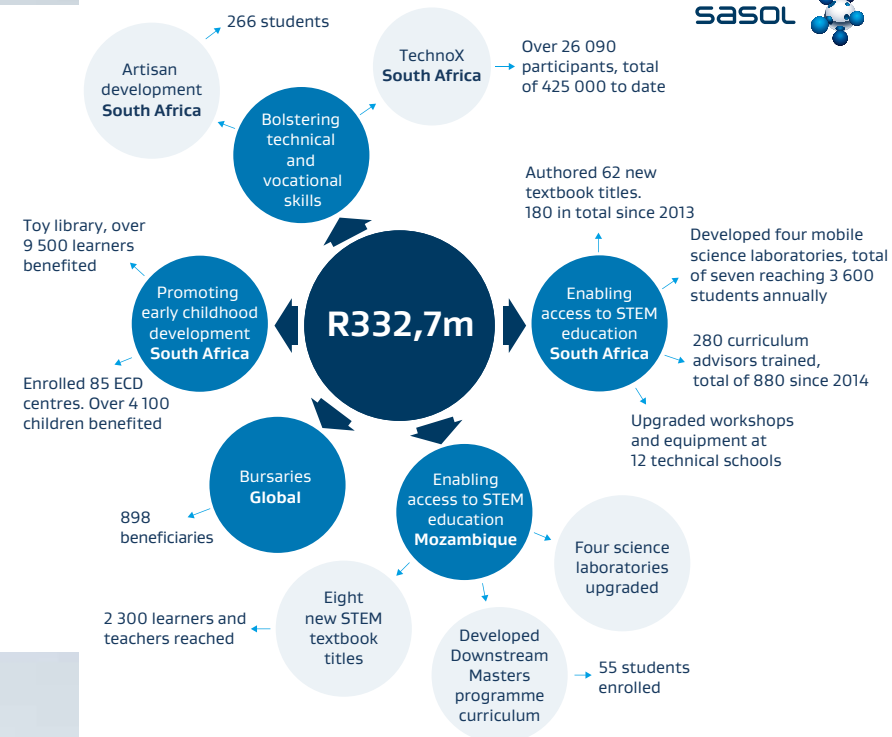 sasol
266 students
Artisan
development
South Africa
TechnoX
South Africa
Over 26 090
participants, total
of 425 000 to date
Bolstering
technical
and
vocational
skills
Authored 62 new
textbook titles.
180 in total since 2013
Toy library, over
9 500 learners
benefited
Developed four mobile
science laboratories, total
of seven reaching 3 600
students annually
Promoting
early childhood
development
South Africa
R332,7m
Enabling
access to STEM
education
South Africa
280 curriculum
advisors trained,
total of 880 since 2014
Enrolled 85 ECD
centres. Over 4 100
children benefited
Upgraded workshops
and equipment at
12 technical schools
Bursaries
Global
898
beneficiaries
Enabling
access to STEM
education
Mozambique
Four science
laboratories
upgraded
Eight
new STEM
textbook
titles
2 300 learners and
teachers reached
Developed
Downstream
Masters
programme
curriculum
55 students
enrolled